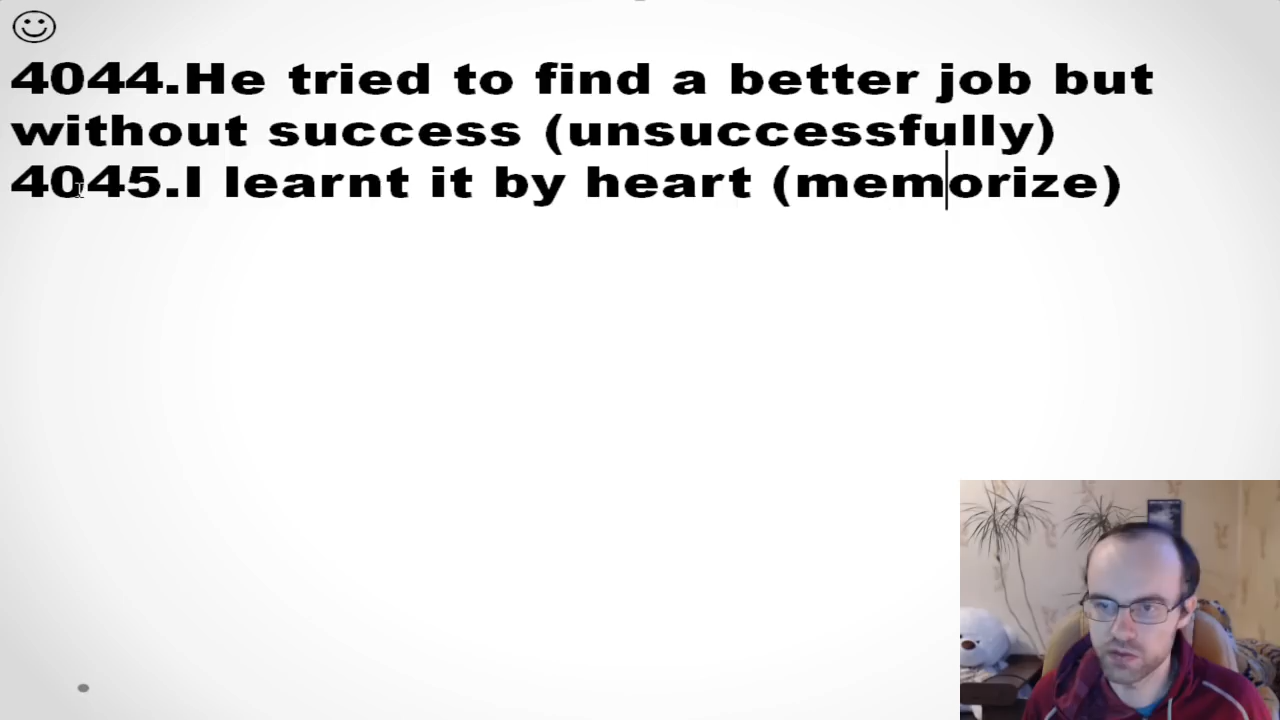 4044.He tried to find a better job but
without success (unsuccessfully)
4045.I learnt it by heart (memorize)